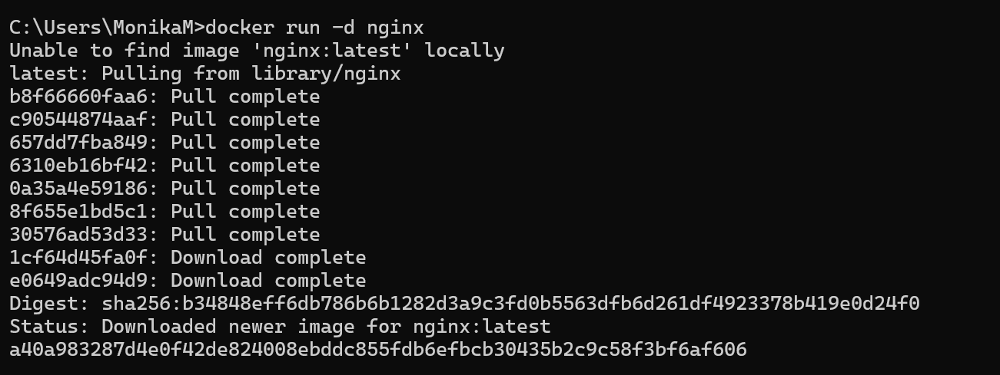 C:\Users\MonikaM>docker run -d nginx
Unable to find image 'nginx:latest' locally
latest: Pulling from library/nginx
b8f66660faa6: Pull complete
c90544874aaf: Pull complete
657dd7fba849: Pull complete
6310eb16bf42: Pull complete
0a35a4e59186: Pull complete
8f655e1bd5c1: Pull complete
30576ad53d33: Pull complete
1cf64d45fa0f: Download complete
e0649adc94d9: Download complete
Digest: sha256:b34848eff6db786b6b1282d3a9c3fd0b5563dfb6d261df4923378b419e0d24f0
Status: Downloaded newer image for nginx:latest
a40a983287d4e0f42de824008ebddc855fdb6efbcb30435b2c9c58f3bf6af606